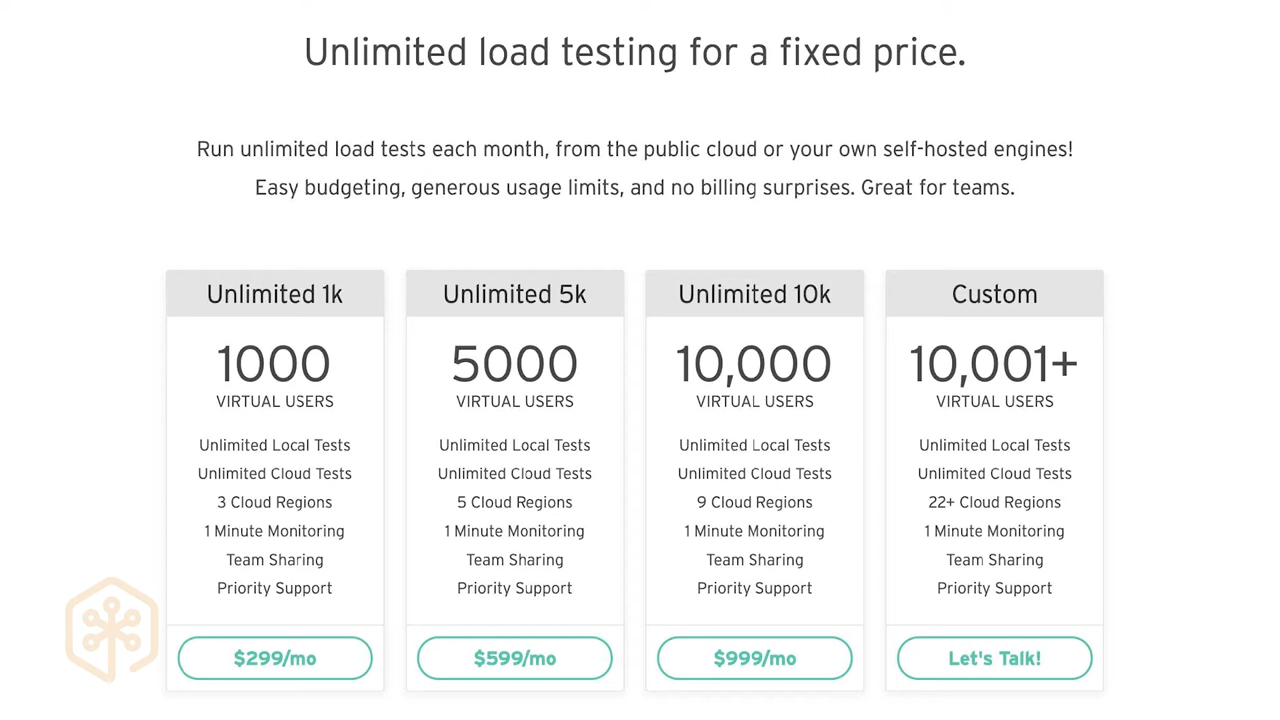 Unlimited load testing for a fixed price.
Run unlimited load tests each month, from the public cloud or your own self-hosted engines!
Easy budgeting, generous usage limits, and no billing surprises. Great for teams.
Unlimited 1k
1000
VIRTUAL USERS
Unlimited Local Tests
Unlimited Cloud Tests
3 Cloud Regions
1 Minute Monitoring
Team Sharing
Priority Support
$299/mo
Unlimited 5k
5000
VIRTUAL USERS
Unlimited Local Tests
Unlimited Cloud Tests
5 Cloud Regions
1 Minute Monitoring
Team Sharing
Priority Support
$599/mo
Unlimited 10k
10,000
VIRTUAL USERS
Unlimited Local Tests
Unlimited Cloud Tests
9 Cloud Regions
1 Minute Monitoring
Team Sharing
Priority Support
$999/mo
Custom
10,001+
VIRTUAL USERS
Unlimited Local Tests
Unlimited Cloud Tests
22+ Cloud Regions
1 Minute Monitoring
Team Sharing
Priority Support
Let's Talk!